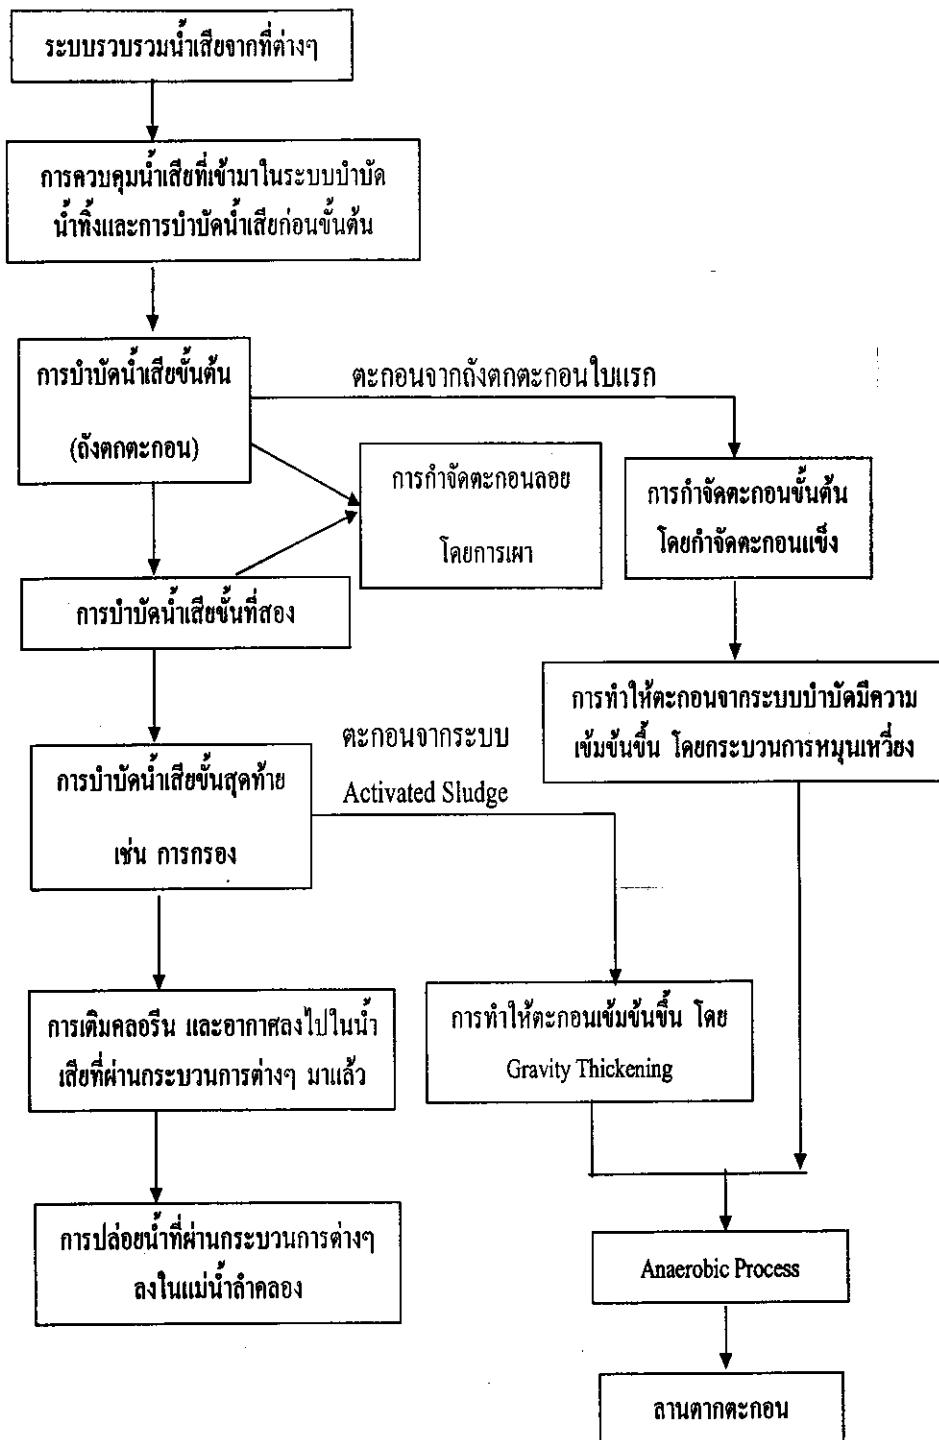 ระบบรวบรวมน้ำเสียจากที่ต่างๆ
การควบคุมน้ำเสียที่เข้ามาในระบบบำบัด
น้ำทิ้งและการบำบัดน้ำเสียก่อนขั้นต้น
การบำบัดน้ำเสียขั้นต้น
(ถังตกตะกอน)
ตะกอนจากถังตกตะกอนใบแรก
การกำจัดตะกอนลอย
โดยการเผา
การกำจัดตะกอนขั้นต้น
โดยกำจัดตะกอนแข็ง
การบำบัดน้ำเสียขั้นที่สอง
การทำให้ตะกอนจากระบบบำบัดมีความ
เข้มข้นขึ้น โดยกระบวนการหมุนเหวี่ยง
ตะกอนจากระบบ
Activated Sludge
การบำบัดน้ำเสียขั้นสุดท้าย
เช่น การกรอง
การทำให้ตะกอนเข้มข้นขึ้น โดย
Gravity Thickening
การเติมคลอรีน และอากาศลงไปในน้ำ
เสียที่ผ่านกระบวนการต่างๆ มาแล้ว
การปล่อยน้ำที่ผ่านกระบวนการต่างๆ
ลงในแม่น้ำลำคลอง
Anaerobic Process
ลานตากตะกอน